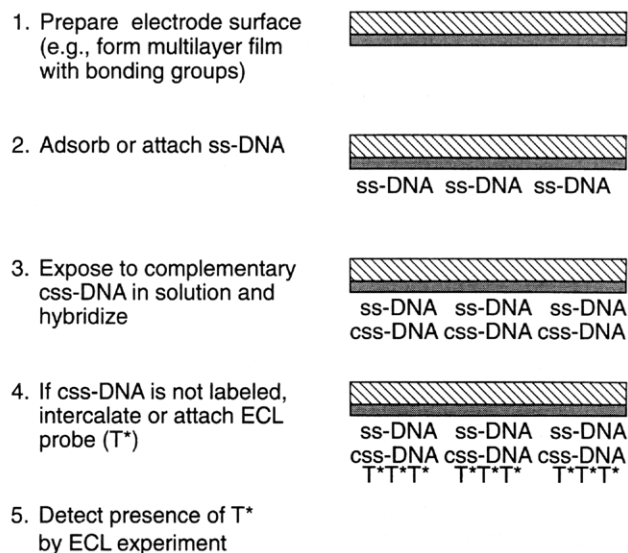 1. Prepare electrode surface
(e.g., form multilayer film
with bonding groups)
2. Adsorb or attach ss-DNA
ss-DNA ss-DNA ss-DNA
3. Expose to complementary
css-DNA in solution and
hybridize
ss-DNA ss-DNA ss-DNA
css-DNA css-DNA css-DNA
4. If css-DNA is not labeled,
intercalate or attach ECL
probe (T*)
ss-DNA ss-DNA ss-DNA
css-DNA css-DNA css-DNA
T*T*T* T*T*T* T*T*T*
5. Detect presence of T*
by ECL experiment